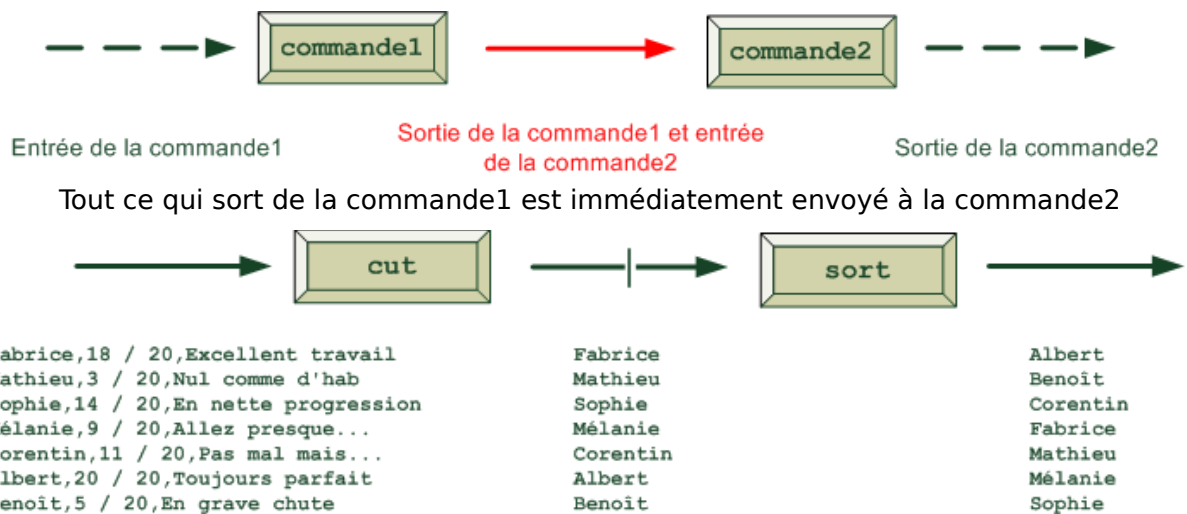 commande1
commande2
Entrée de la commande1
Sortie de la commande1 et entrée
de la commande2
Sortie de la commande2
Tout ce qui sort de la commande1 est immédiatement envoyé à la commande2
cut
sort
abrice,18 / 20,Excellent travail
athieu,3 / 20,Nul comme d'hab
ophie,14 / 20,En nette progression
élanie,9 / 20,Allez presque...
orentin,11 / 20,Pas mal mais...
lbert,20 / 20,Toujours parfait
enoît,5 / 20,En grave chute
Fabrice
Mathieu
Sophie
Mélanie
Corentin
Albert
Benoît
Albert
Benoît
Corentin
Fabrice
Mathieu
Mélanie
Sophie